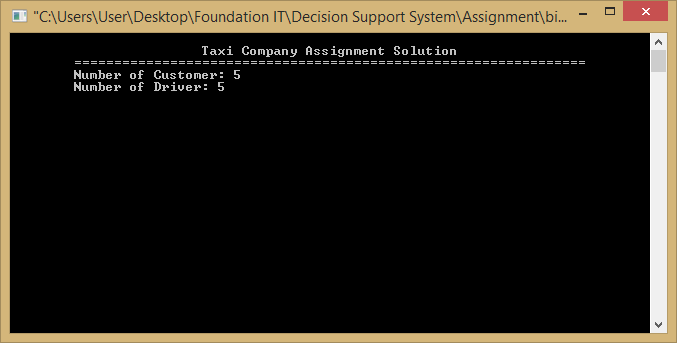 "C:\Users\User\Desktop\Foundation IT\Decision Support System\Assignment\bi...
Taxi Company Assignment Solution
================================================================
Number of Customer: 5
Number of Driver: 5